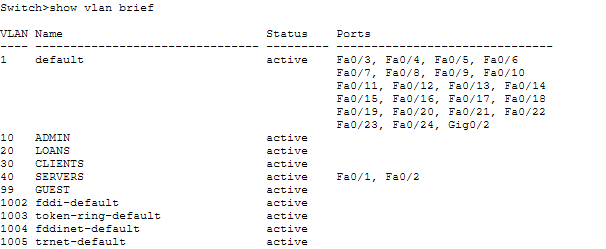 Switch>show vlan brief
VLAN Name                             Status    Ports
---- -------------------------------- --------- -------------------------------
1    default                          active    Fa0/3, Fa0/4, Fa0/5, Fa0/6
                                                Fa0/7, Fa0/8, Fa0/9, Fa0/10
                                                Fa0/11, Fa0/12, Fa0/13, Fa0/14
                                                Fa0/15, Fa0/16, Fa0/17, Fa0/18
                                                Fa0/19, Fa0/20, Fa0/21, Fa0/22
                                                Fa0/23, Fa0/24, Gig0/2
10   ADMIN                            active
20   LOANS                            active
30   CLIENTS                          active
40   SERVERS                          active    Fa0/1, Fa0/2
99   GUEST                            active
1002 fddi-default                     active
1003 token-ring-default               active
1004 fddinet-default                  active
1005 trnet-default                    active